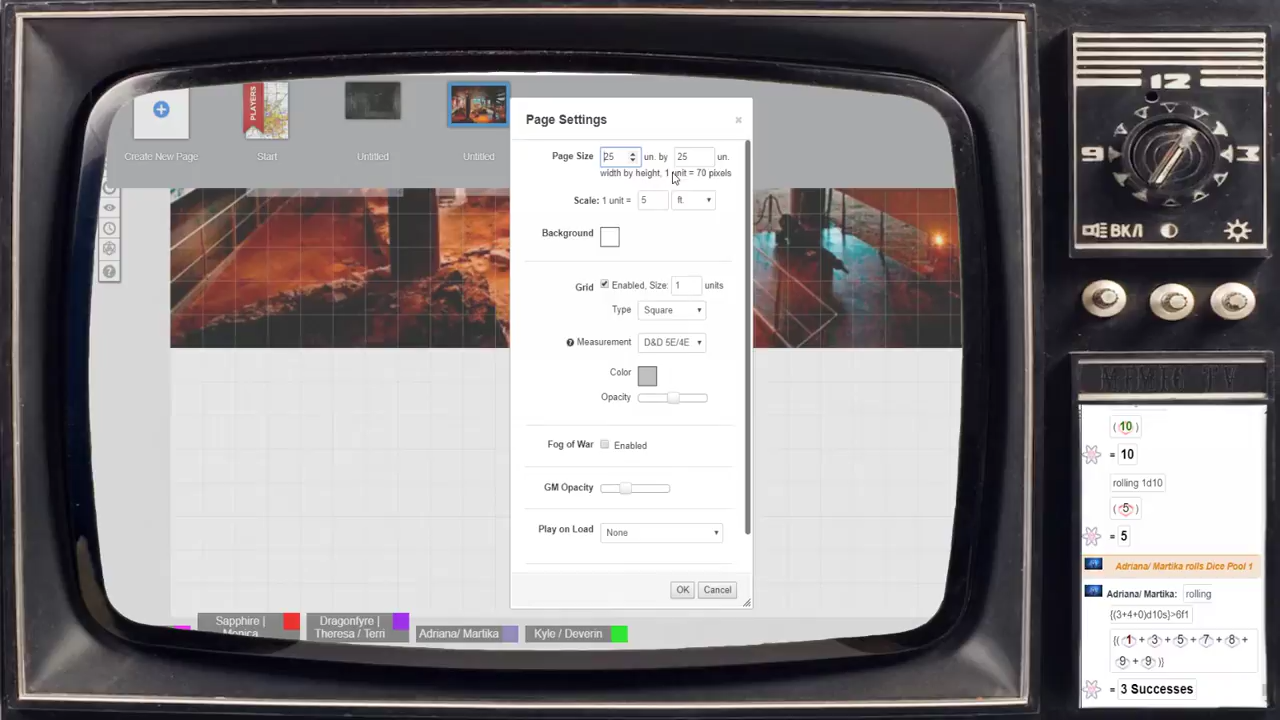 PLAYERS
Create New Page
Start
Untitled
Untitled
Page Settings
×
Page Size 25 un. by 25 un.
width by height, 1 unit = 70 pixels
Scale: 1 unit = 5 ft.
Background
Grid Enabled, Size: 1 units
Type Square
? Measurement D&D 5E/4E
Color
Opacity
Fog of War Enabled
GM Opacity
Play on Load None
OK Cancel
Sapphire |
Monica
Dragonfyre |
Theresa / Terri
Adriana/ Martika
Kyle / Deverin
12
9
3
ВКЛ
(10)
= 10
rolling 1d10
(5)
= 5
Adriana/ Martika rolls Dice Pool 1
Adriana/ Martika: rolling
{(3+4+0)d10s}>6f1
{(1 + 3 + 5 + 7 + 8 +
9 + 9)}
= 3 Successes